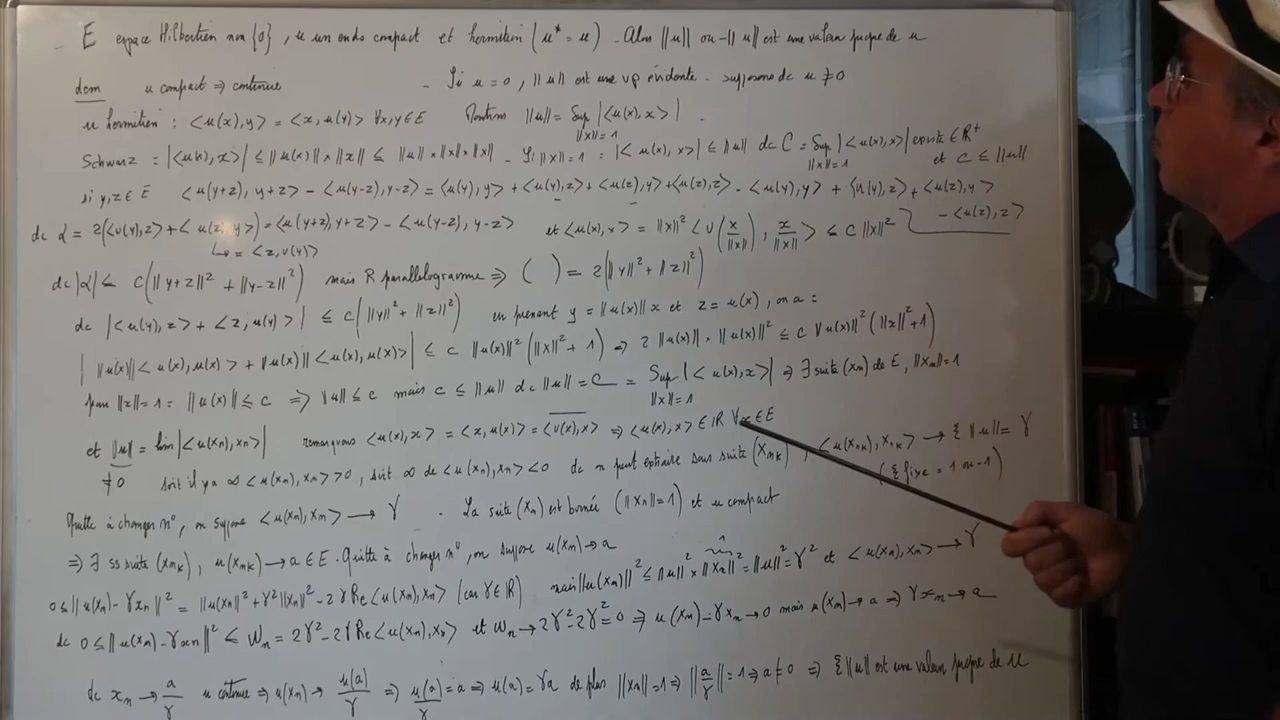 - E espace Hilbertien non {0}, u un endo compact et hermitien (u* = u) - Alors ||u|| ou -||u|| est une valeur propre de u
dem u compact ⇒ continue - Si u = 0, ||u|| est une vp évidente - supposons dc u ≠ 0
u hermitien : <u(x), y> = <x, u(y)> ∀x,y ∈ E Montrons ||u|| = Sup |<u(x), x>| .
||x||=1
Schwarz : |<u(x), x>| ≤ ||u(x)|| × ||x|| ≤ ||u|| × ||x|| × ||x|| - Si ||x|| = 1 : |<u(x), x>| ≤ ||u|| dc C = Sup |<u(x), x>| existe ∈ R⁺
||x||=1 et C ≤ ||u||
si y,z ∈ E <u(y+z), y+z> - <u(y-z), y-z> = <u(y), y> + <u(y), z> + <u(z), y> + <u(z), z> - <u(y), y> + <u(y), z> + <u(z), y>
- <u(z), z>
dc α = 2(<u(y), z> + <u(z), y>) = <u(y+z), y+z> - <u(y-z), y-z> et <u(x), x> = ||x||² <u(x/||x||), x/||x||> ≤ C ||x||²
↳ = <z, u(y)>
dc |α| ≤ C(||y+z||² + ||y-z||²) mais R parallelogramme ⇒ ( ) = 2(||y||² + ||z||²)
dc |<u(y), z> + <z, u(y)>| ≤ C(||y||² + ||z||²) en prenant y = ||u(x)|| x et z = u(x), on a :
| ||u(x)|| <u(x), u(x)> + ||u(x)|| <u(x), u(x)> | ≤ C ||u(x)||² (||x||² + 1) ⇒ 2 ||u(x)|| . ||u(x)||² ≤ C ||u(x)||² (||x||² + 1)
pour ||x|| = 1 : ||u(x)|| ≤ C ⇒ ||u|| ≤ C mais C ≤ ||u|| dc ||u|| = C = Sup |<u(x), x>| ⇒ ∃ suite (xₙ) de E, ||xₙ|| = 1
||x||=1
et ||u|| = lim |<u(xₙ), xₙ>| remarquons <u(x), x> = <x, u(x)> = <u(x), x> ⇒ <u(x), x> ∈ R ∀x ∈ E
≠0 soit il y a ∞ <u(xₙ), xₙ> > 0, soit ∞ de <u(xₙ), xₙ> < 0 dc on peut extraire sous suite (xₙₖ), <u(xₙₖ), xₙₖ> → ξ ||u|| = γ
(ξ fixe = 1 ou -1)
Quitte à changer n°, on suppose <u(xₙ), xₙ> → γ . La suite (xₙ) est bornée (||xₙ|| = 1) et u compact
⇒ ∃ ss suite (xₙₖ), u(xₙₖ) → a ∈ E. Quitte à changer n°, on suppose u(xₙ) → a
0 ≤ ||u(xₙ) - γxₙ||² = ||u(xₙ)||² + γ² ||xₙ||² - 2γ Re <u(xₙ), xₙ> (car γ ∈ R) mais ||u(xₙ)||² ≤ ||u||² × ||xₙ||² = ||u||² = γ² et <u(xₙ), xₙ> → γ
dc 0 ≤ ||u(xₙ) - γxₙ||² ≤ wₙ = 2γ² - 2γ Re <u(xₙ), xₙ> et wₙ → 2γ² - 2γ² = 0 ⇒ u(xₙ) - γxₙ → 0 mais u(xₙ) → a ⇒ γxₙ → a
dc xₙ → a/γ u continue ⇒ u(xₙ) → u(a)/γ ⇒ u(a)/γ = a ⇒ u(a) = γa de plus ||xₙ|| = 1 ⇒ ||a/γ|| = 1 ⇒ a ≠ 0 ⇒ ξ ||u|| est une valeur propre de u